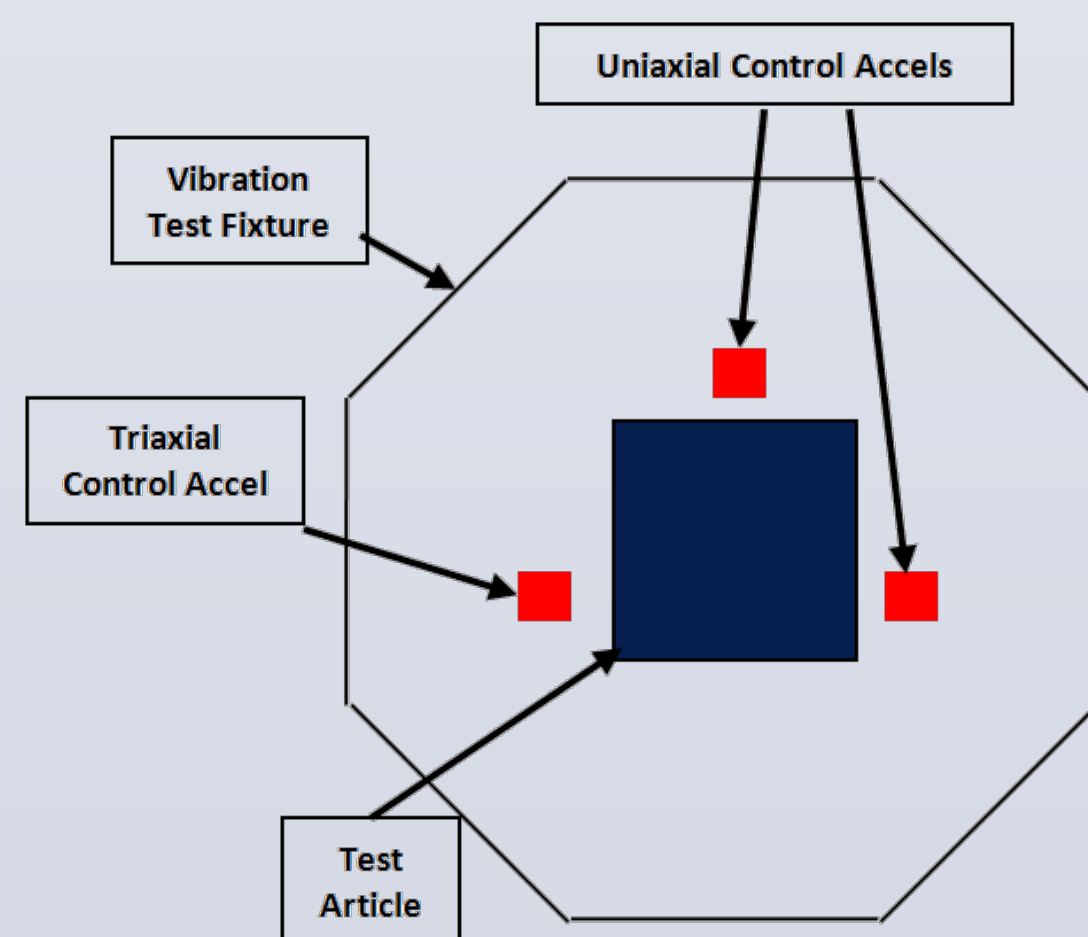 Uniaxial Control Accels
Vibration
Test Fixture
Triaxial
Control Accel
Test
Article